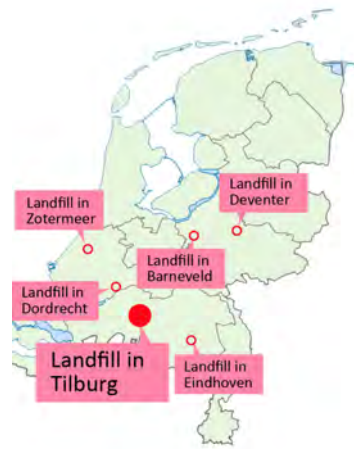 Landfill in
Deventer
Landfill in
Zotermeer
Landfill in
Barneveld
Landfill in
Dordrecht
Landfill in
Tilburg
Landfill in
Eindhoven